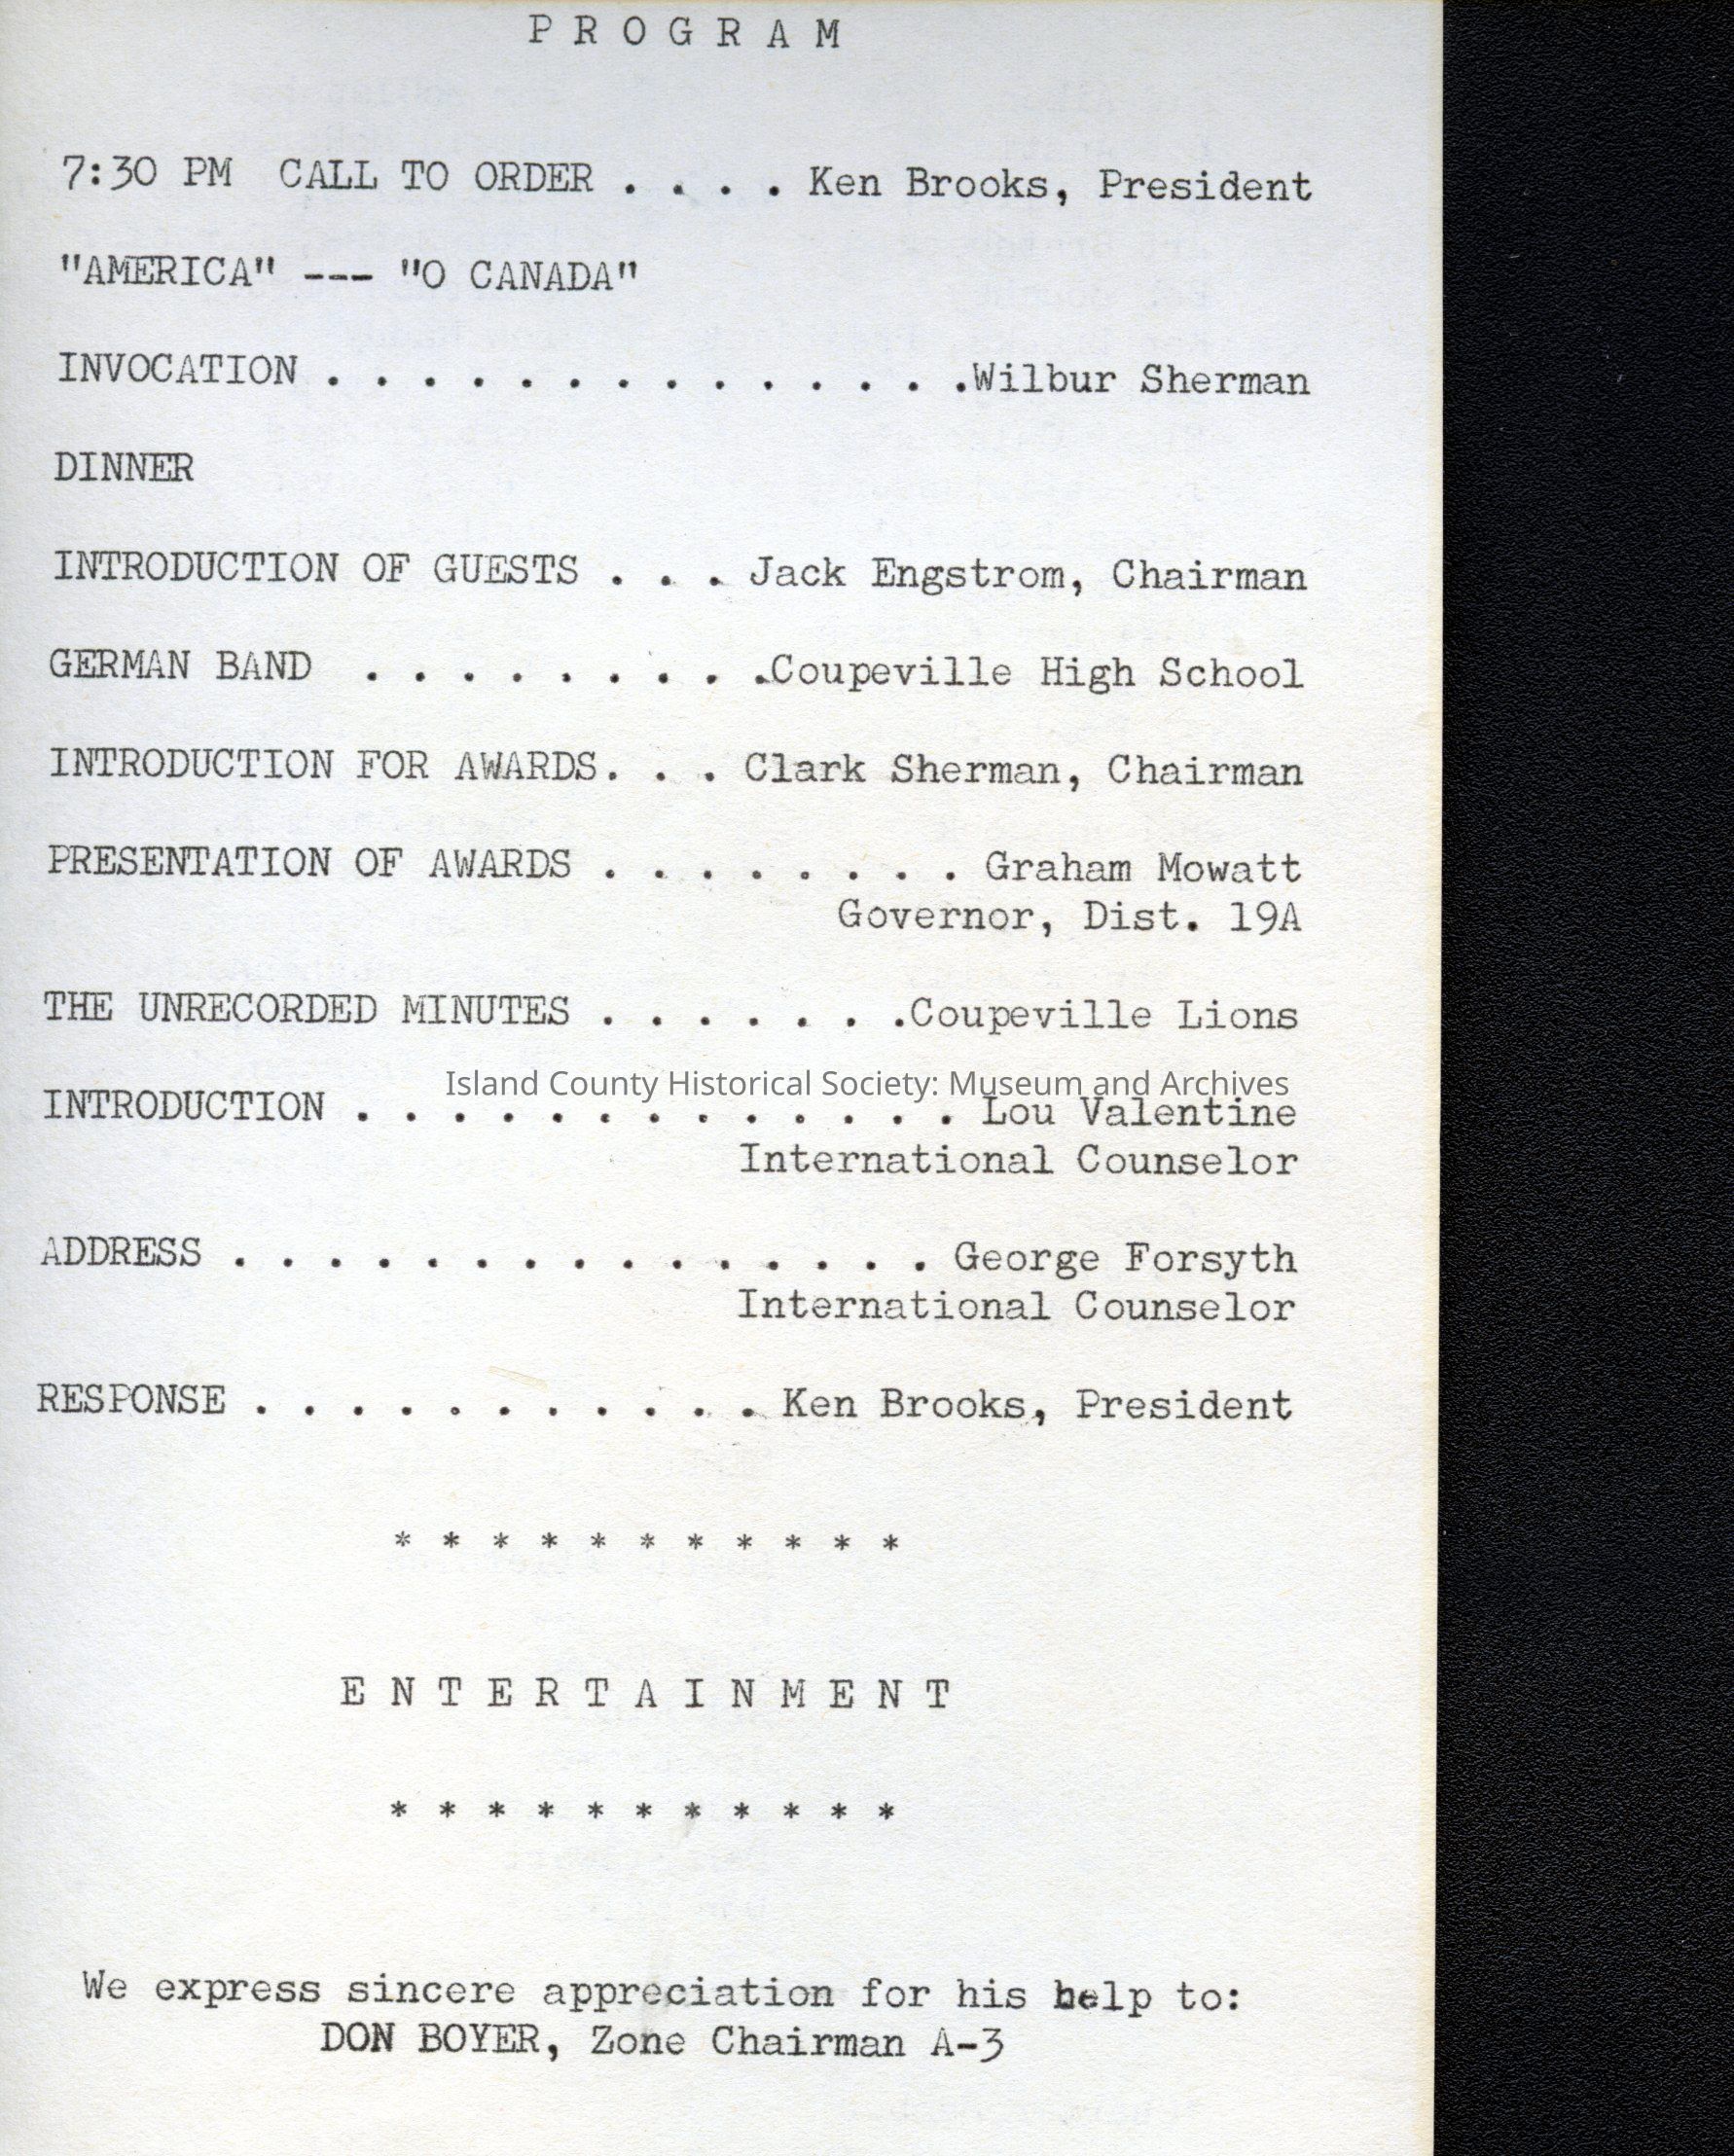 P R O G R A M
7:30 PM  CALL TO ORDER . . . . Ken Brooks, President
"AMERICA" --- "O CANADA"
INVOCATION . . . . . . . . . . . . . .Wilbur Sherman
DINNER
INTRODUCTION OF GUESTS . . . Jack Engstrom, Chairman
GERMAN BAND  . . . . . . . . .Coupeville High School
INTRODUCTION FOR AWARDS. . . Clark Sherman, Chairman
PRESENTATION OF AWARDS . . . . . . . . Graham Mowatt
Governor, Dist. 19A
THE UNRECORDED MINUTES . . . . . . .Coupeville Lions
Island County Historical Society: Museum and Archives
INTRODUCTION . . . . . . . . . . . . . Lou Valentine
International Counselor
ADDRESS . . . . . . . . . . . . . . . George Forsyth
International Counselor
RESPONSE . . . . . . . . . . . Ken Brooks, President
* * * * * * * * * * *
E N T E R T A I N M E N T
* * * * * * * * * * *
We express sincere appreciation for his help to:
DON BOYER, Zone Chairman A-3